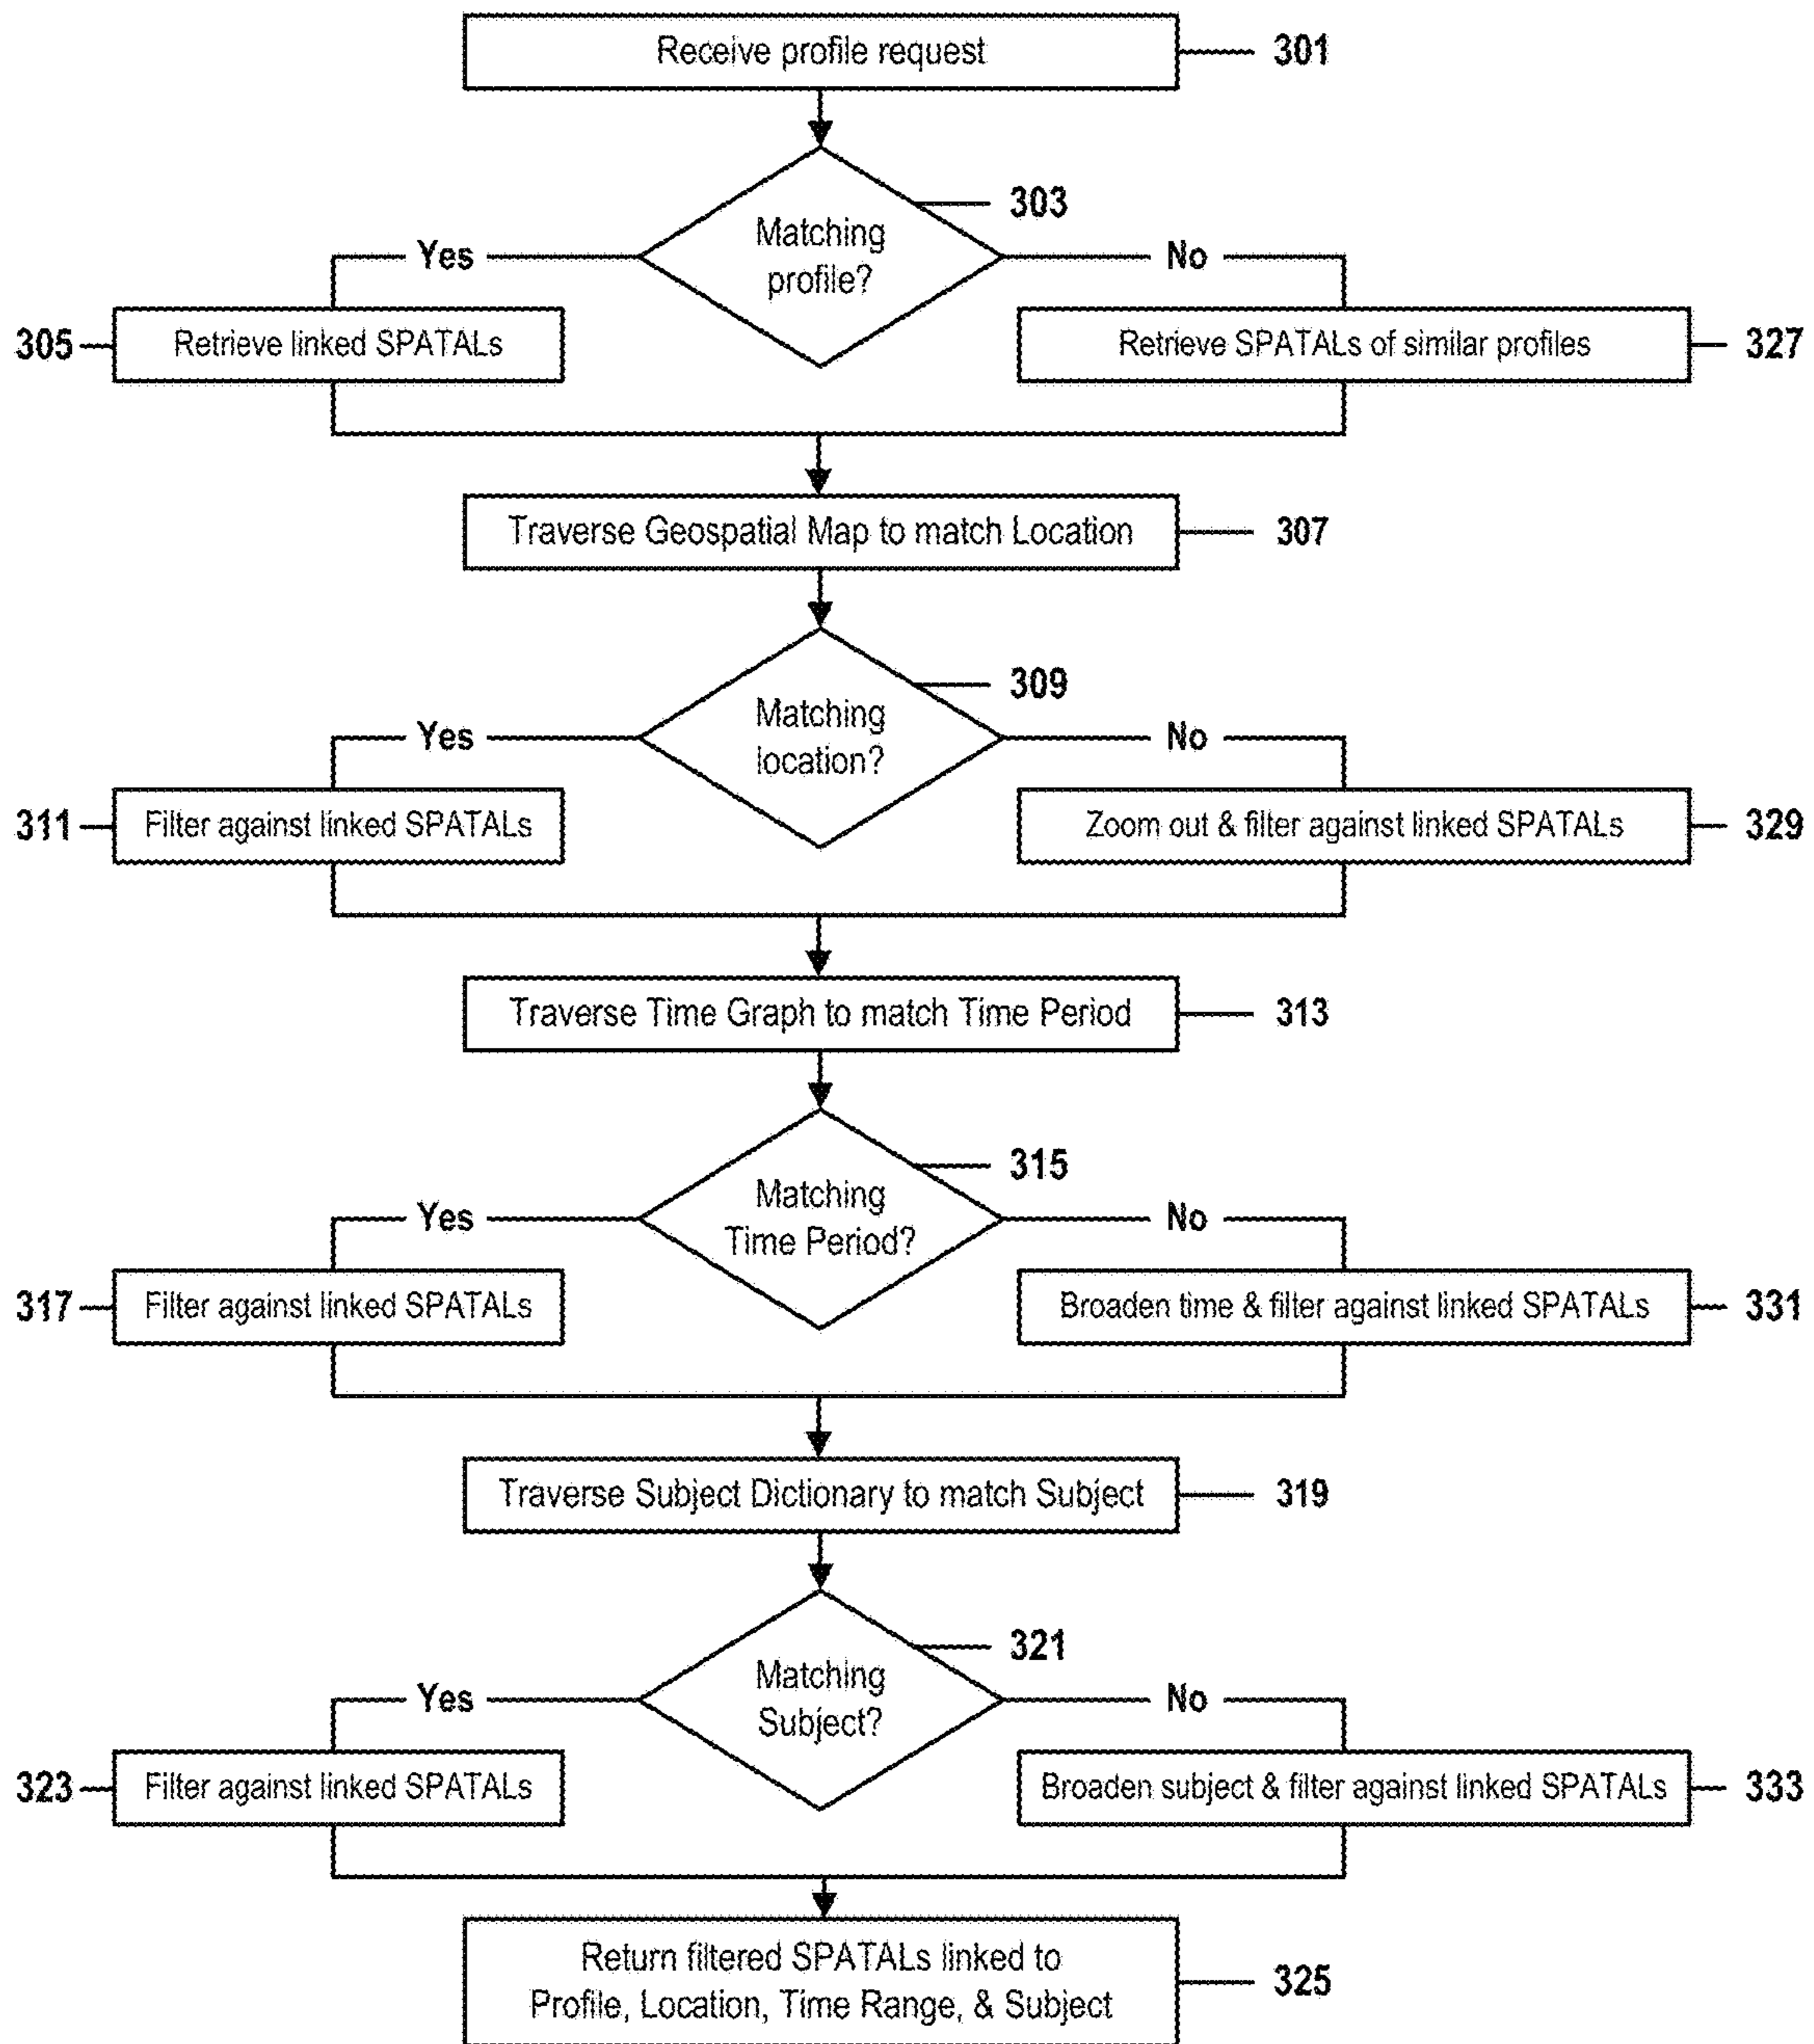 Receive profile request
301
303
Matching
profile?
Yes
No
305
Retrieve linked SPATALs
Retrieve SPATALs of similar profiles
327
Traverse Geospatial Map to match Location
307
309
Matching
location?
Yes
No
311
Filter against linked SPATALs
Zoom out & filter against linked SPATALs
329
Traverse Time Graph to match Time Period
313
315
Matching
Time Period?
Yes
No
317
Filter against linked SPATALs
Broaden time & filter against linked SPATALs
331
Traverse Subject Dictionary to match Subject
319
321
Matching
Subject?
Yes
No
323
Filter against linked SPATALs
Broaden subject & filter against linked SPATALs
333
Return filtered SPATALs linked to
Profile, Location, Time Range, & Subject
325